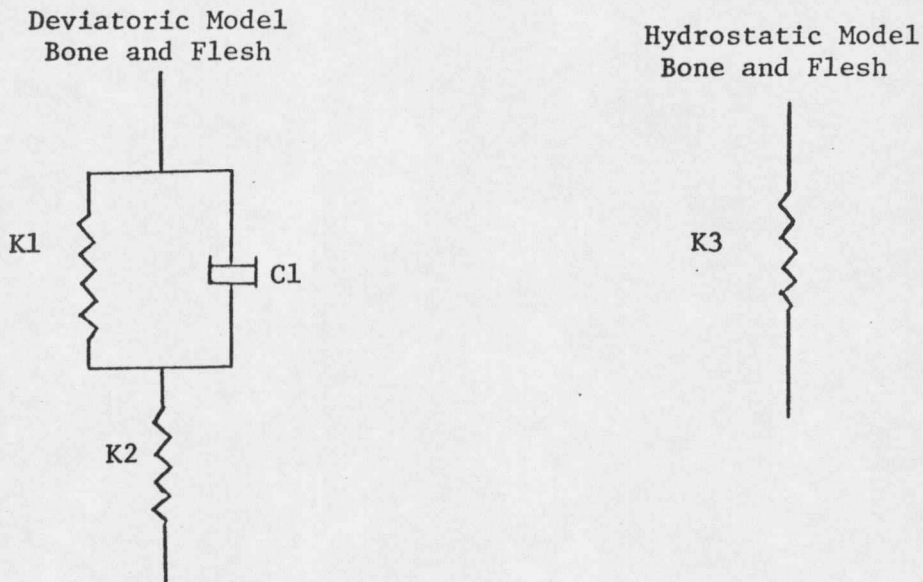 Deviatoric Model
Bone and Flesh
Hydrostatic Model
Bone and Flesh
K1
C1
K2
K3